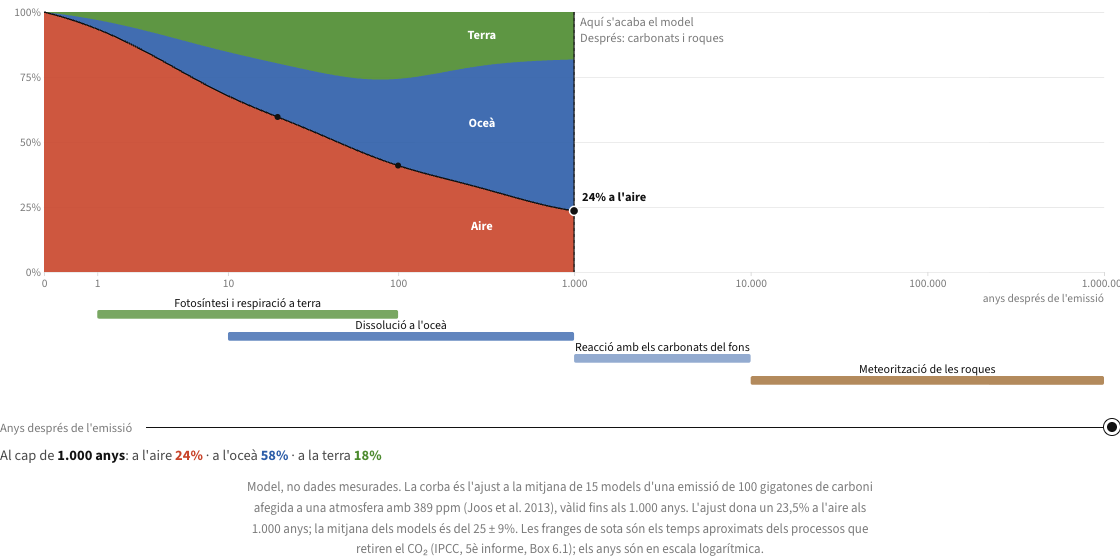 100%
75%
50%
25%
0%
Terra
Oceà
Aire
Aquí s'acaba el model
Després: carbonats i roques
24% a l'aire
0 1 10 100 1.000 10.000 100.000
anys després de l'emissió
Fotosíntesi i respiració a terra
Dissolució a l'oceà
Reacció amb els carbonats del fons
Meteorització de les roques
Anys després de l'emissió
Al cap de 1.000 anys: a l'aire 24% · a l'oceà 58% · a la terra 18%
Model, no dades mesurades. La corba és l'ajust a la mitjana de 15 models d'una emissió de 100 gigatones de carboni
afegida a una atmosfera amb 389 ppm (Joos et al. 2013), vàlid fins als 1.000 anys. L'ajust dona un 23,5% a l'aire als
1.000 anys; la mitjana dels models és del 25 ± 9%. Les franges de sota són els temps aproximats dels processos que
retiren el CO₂ (IPCC, 5è informe, Box 6.1); els anys són en escala logarítmica.